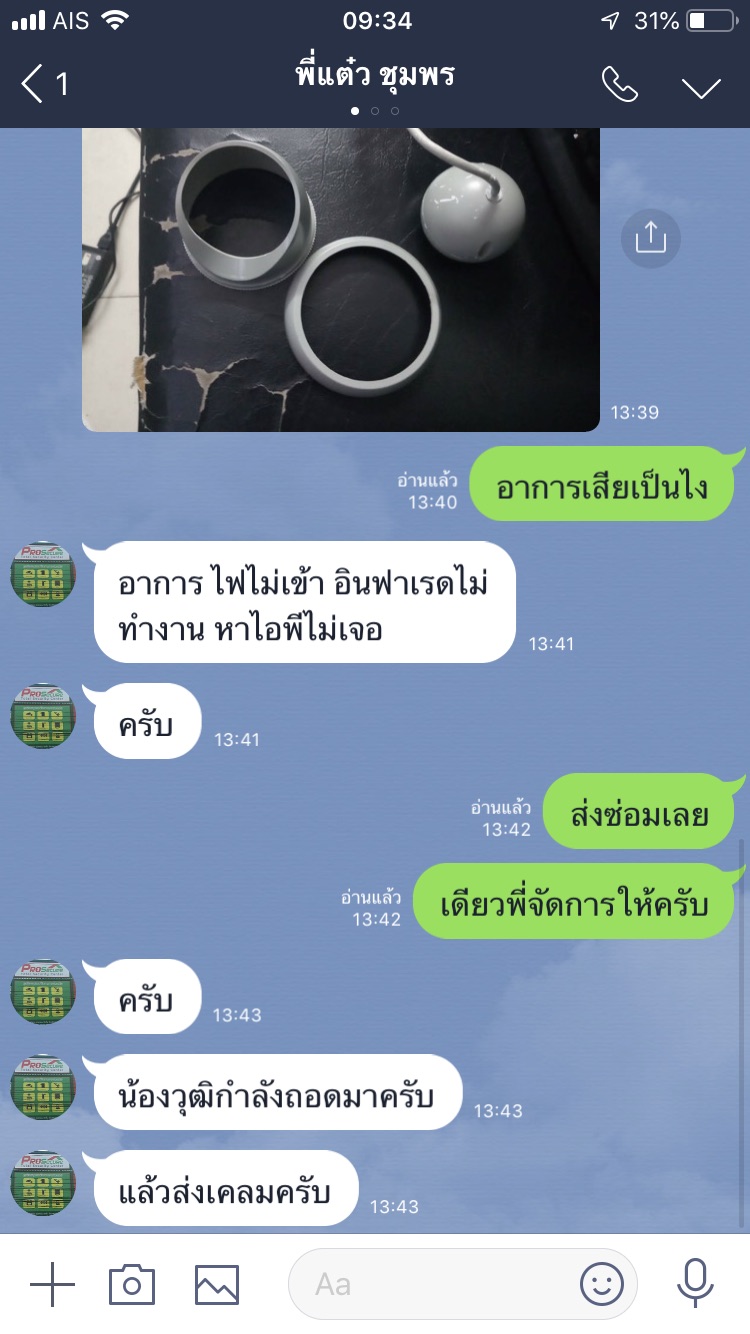 AIS
09:34
31%
1
พี่แต๋ว ชุมพร
13:39
อาการเสียเป็นไง
อ่านแล้ว
13:40
อาการ ไฟไม่เข้า อินฟาเรดไม่
ทำงาน หาไอพีไม่เจอ
13:41
PROSECURE
ครับ
13:41
PROSECURE
ส่งซ่อมเลย
อ่านแล้ว
13:42
เดียวพี่จัดการให้ครับ
อ่านแล้ว
13:42
ครับ
13:43
PROSECURE
น้องวุฒิกำลังถอดมาครับ
13:43
PROSECURE
แล้วส่งเคลมครับ
13:43
PROSECURE
Aa